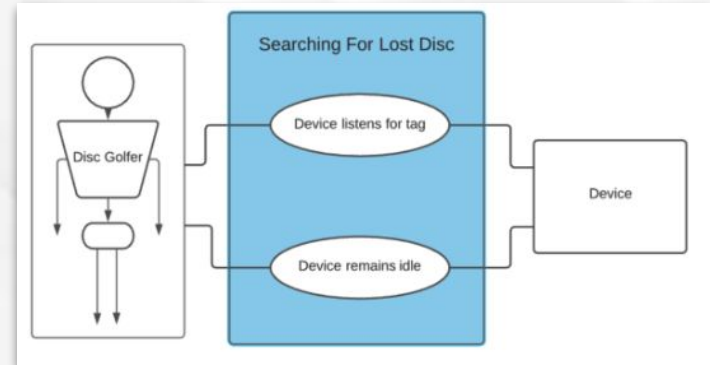 Searching For Lost Disc
Device listens for tag
Disc Golfer
Device
Device remains idle